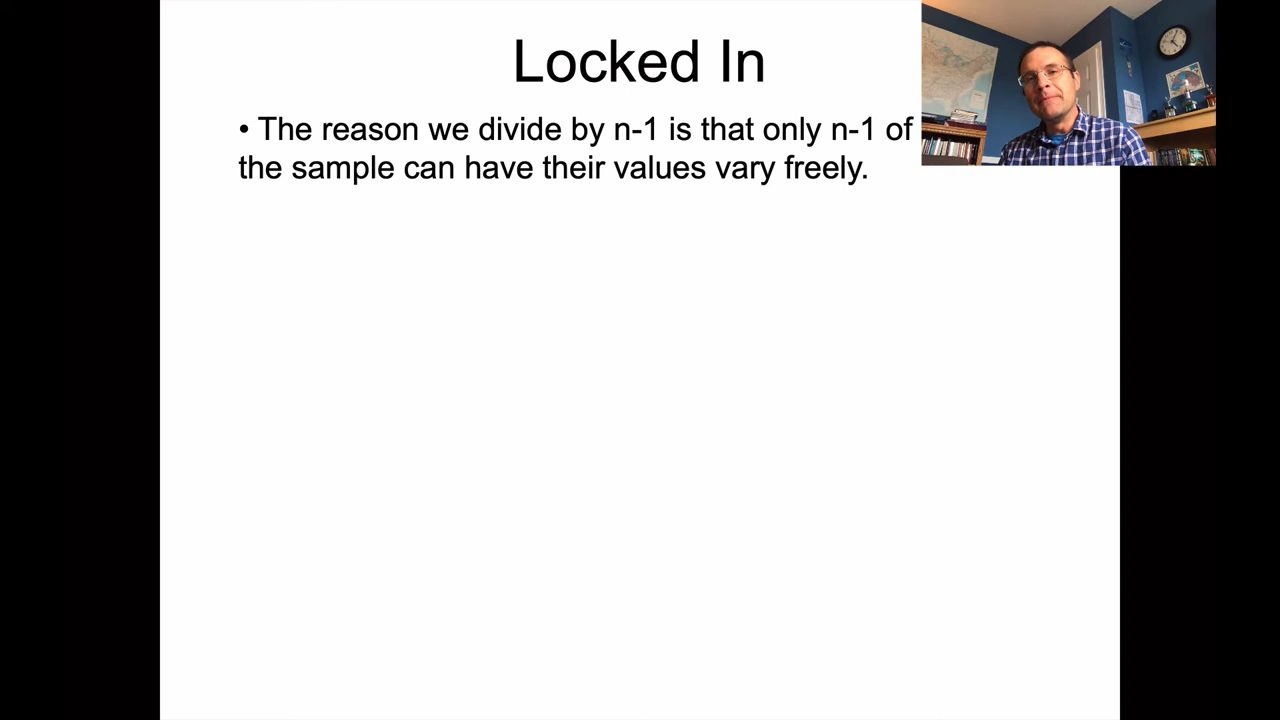 Locked In
• The reason we divide by n-1 is that only n-1 of
the sample can have their values vary freely.